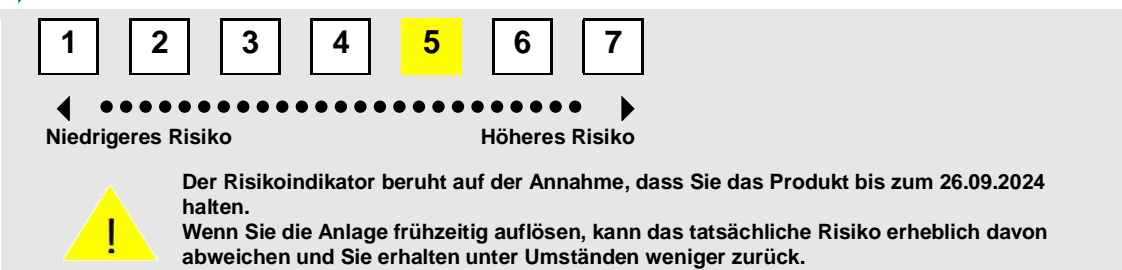 1 2 3 4 5 6 7
Niedrigeres Risiko Höheres Risiko
Der Risikoindikator beruht auf der Annahme, dass Sie das Produkt bis zum 26.09.2024
halten.
Wenn Sie die Anlage frühzeitig auflösen, kann das tatsächliche Risiko erheblich davon
abweichen und Sie erhalten unter Umständen weniger zurück.
!